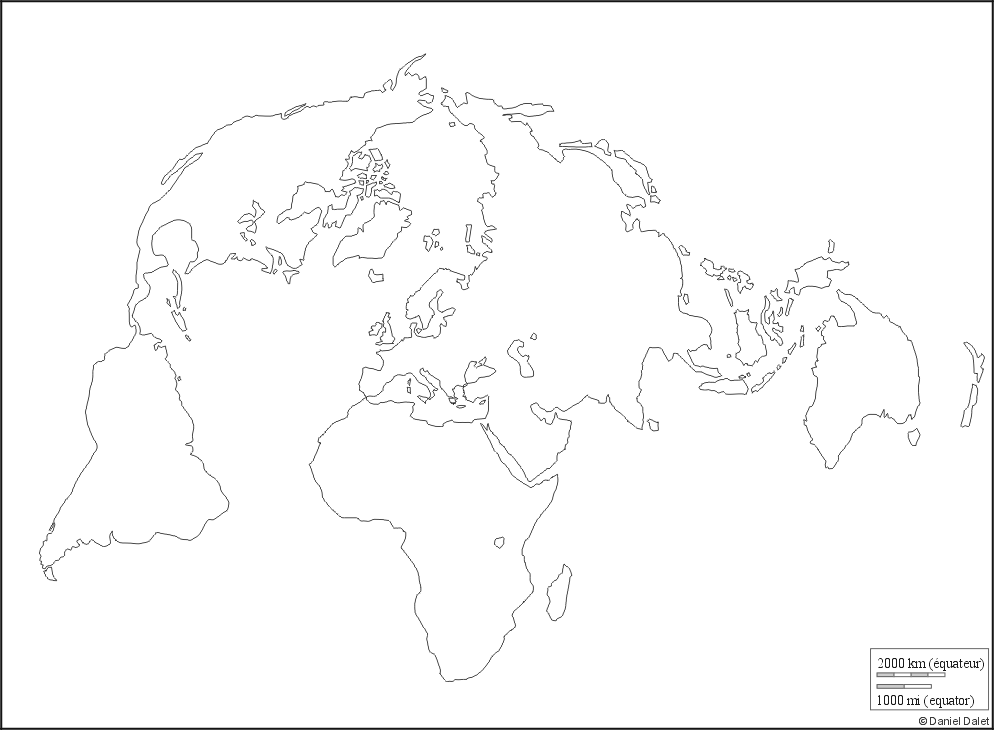 2000 km (équateur)
1000 mi (equator)
© Daniel Dalet